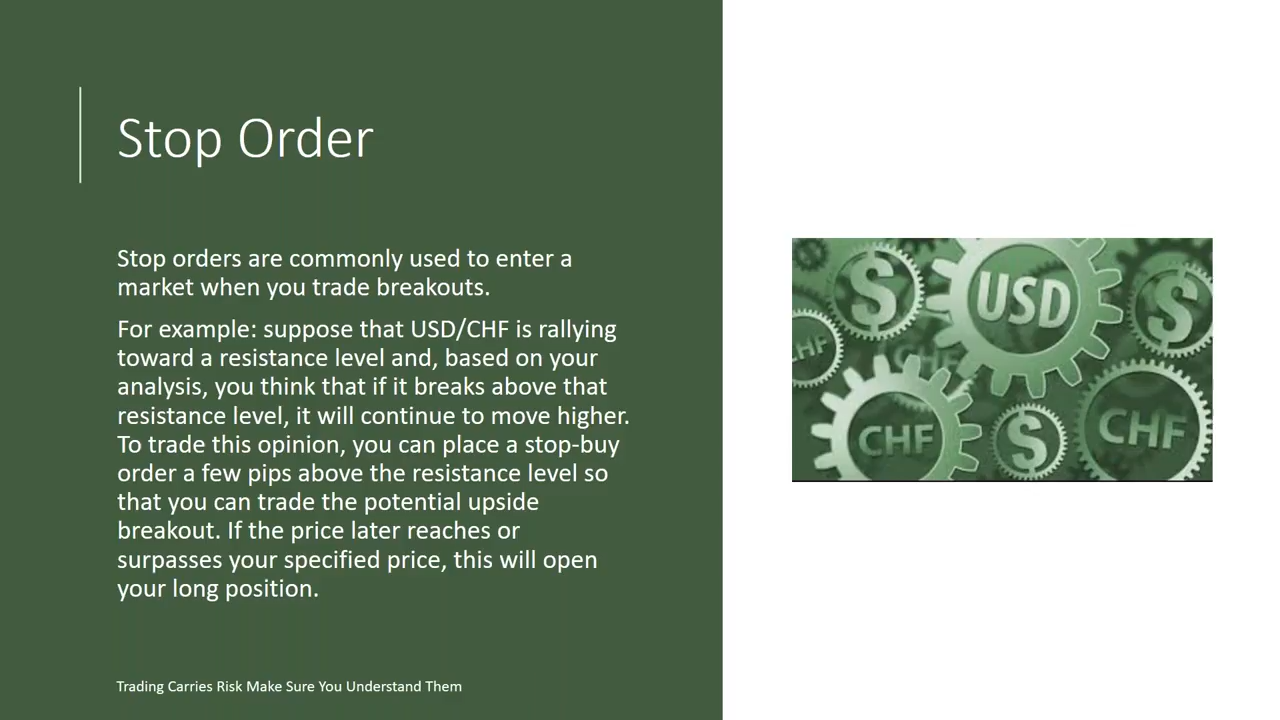 Stop Order
Stop orders are commonly used to enter a
market when you trade breakouts.
For example: suppose that USD/CHF is rallying
toward a resistance level and, based on your
analysis, you think that if it breaks above that
resistance level, it will continue to move higher.
To trade this opinion, you can place a stop-buy
order a few pips above the resistance level so
that you can trade the potential upside
breakout. If the price later reaches or
surpasses your specified price, this will open
your long position.
Trading Carries Risk Make Sure You Understand Them
$
USD
$
CHF
CHF
CHF
$
CHF